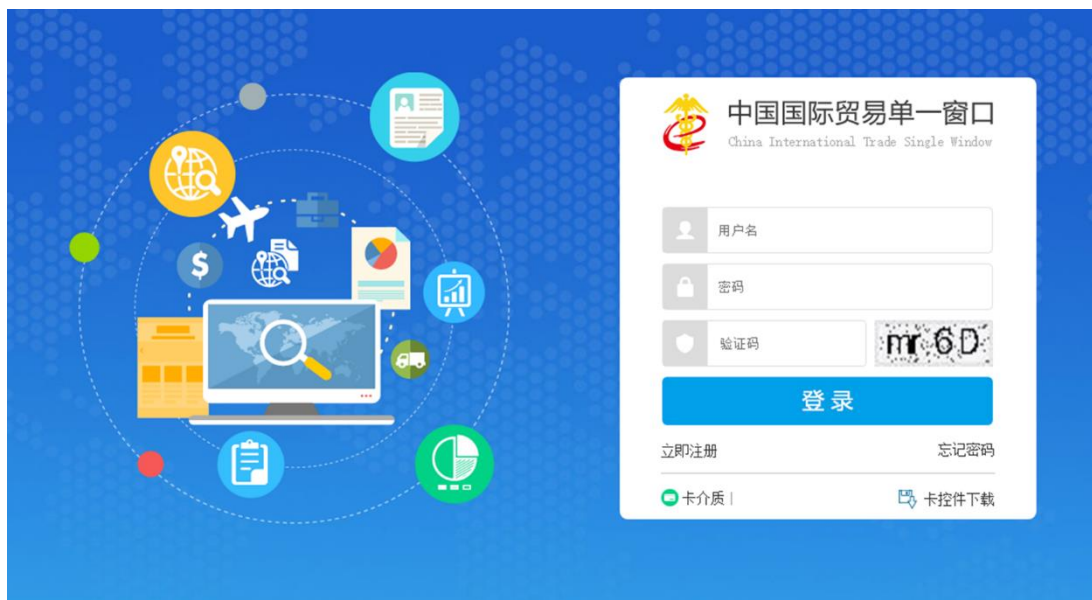 中国国际贸易单一窗口
China International Trade Single Window
用户名
密码
验证码
mr6D
登录
立即注册
忘记密码
卡介质 |
卡控件下载
$